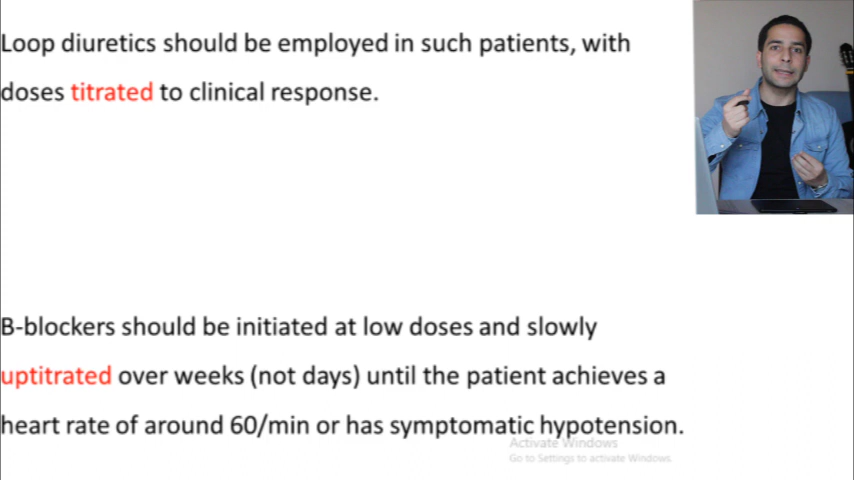 Loop diuretics should be employed in such patients, with
doses titrated to clinical response.
B-blockers should be initiated at low doses and slowly
uptitrated over weeks (not days) until the patient achieves a
heart rate of around 60/min or has symptomatic hypotension.
Activate Windows
Go to Settings to activate Windows.